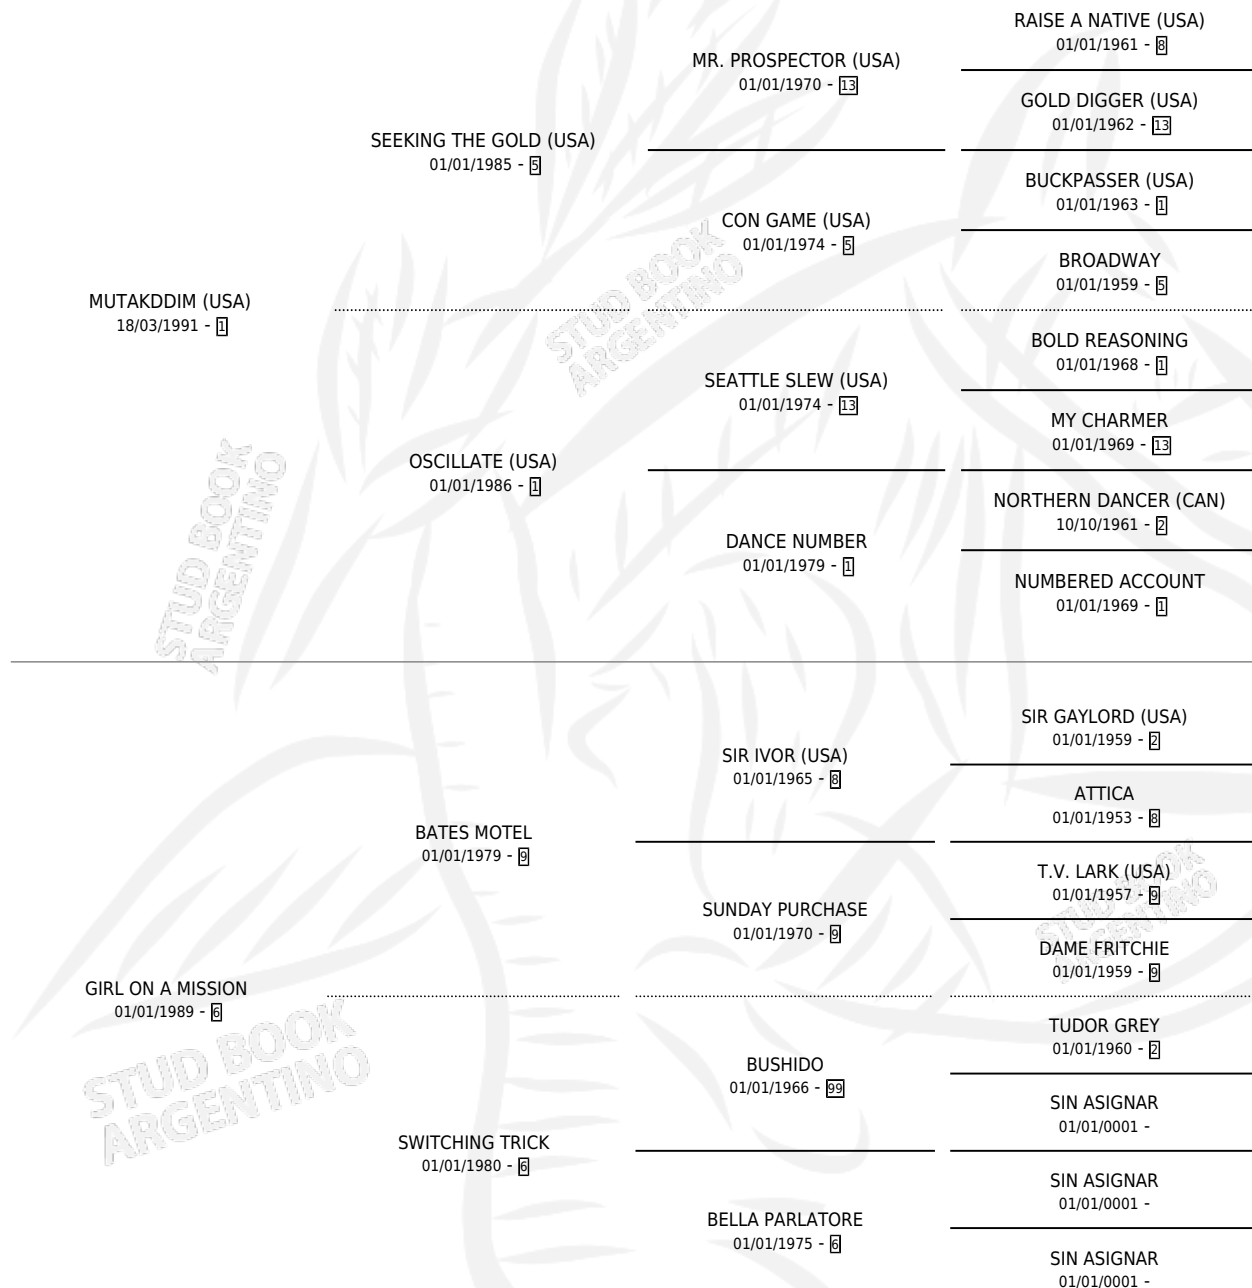 RAISE A NATIVE (USA)
01/01/1961 - 8
MR. PROSPECTOR (USA)
01/01/1970 - 13
GOLD DIGGER (USA)
01/01/1962 - 13
SEEKING THE GOLD (USA)
01/01/1985 - 5
BUCKPASSER (USA)
01/01/1963 - 1
CON GAME (USA)
01/01/1974 - 5
BROADWAY
01/01/1959 - 5
MUTAKDDIM (USA)
18/03/1991 - 1
BOLD REASONING
01/01/1968 - 1
SEATTLE SLEW (USA)
01/01/1974 - 13
MY CHARMER
01/01/1969 - 13
OSCILLATE (USA)
01/01/1986 - 1
NORTHERN DANCER (CAN)
10/10/1961 - 2
DANCE NUMBER
01/01/1979 - 1
NUMBERED ACCOUNT
01/01/1969 - 1
SIR GAYLORD (USA)
01/01/1959 - 2
SIR IVOR (USA)
01/01/1965 - 8
ATTICA
01/01/1953 - 8
BATES MOTEL
01/01/1979 - 9
T.V. LARK (USA)
01/01/1957 - 9
SUNDAY PURCHASE
01/01/1970 - 9
DAME FRITCHIE
01/01/1959 - 9
GIRL ON A MISSION
01/01/1989 - 6
TUDOR GREY
01/01/1960 - 2
BUSHIDO
01/01/1966 - 99
SIN ASIGNAR
01/01/0001 -
SWITCHING TRICK
01/01/1980 - 6
SIN ASIGNAR
01/01/0001 -
BELLA PARLATORE
01/01/1975 - 6
SIN ASIGNAR
01/01/0001 -
STUD BOOK
ARGENTINO
STUD BOOK
ARGENTINO
STUD BOOK
ARGENTINO
STUD BOOK
ARGENTINO